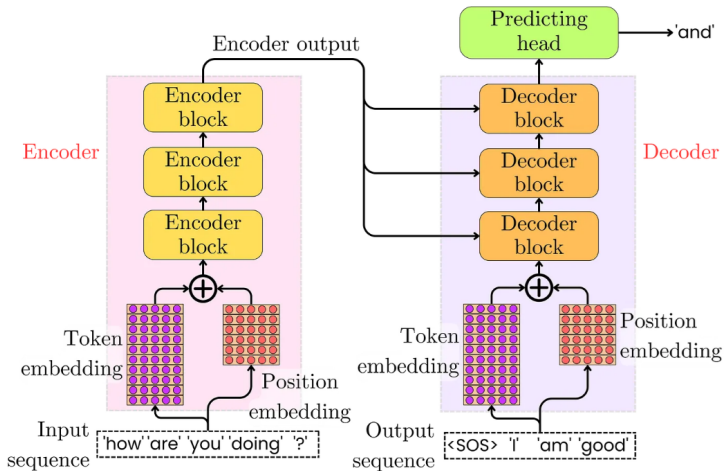 Predicting
head
'and'
Encoder output
Encoder
block
Encoder
block
Encoder
block
Encoder
Decoder
block
Decoder
block
Decoder
block
Decoder
Token
embedding
Position
embedding
Token
embedding
Position
embedding
Input
sequence
'how' 'are' 'you' 'doing' '?'
Output
sequence
<SOS> 'I' 'am' 'good'